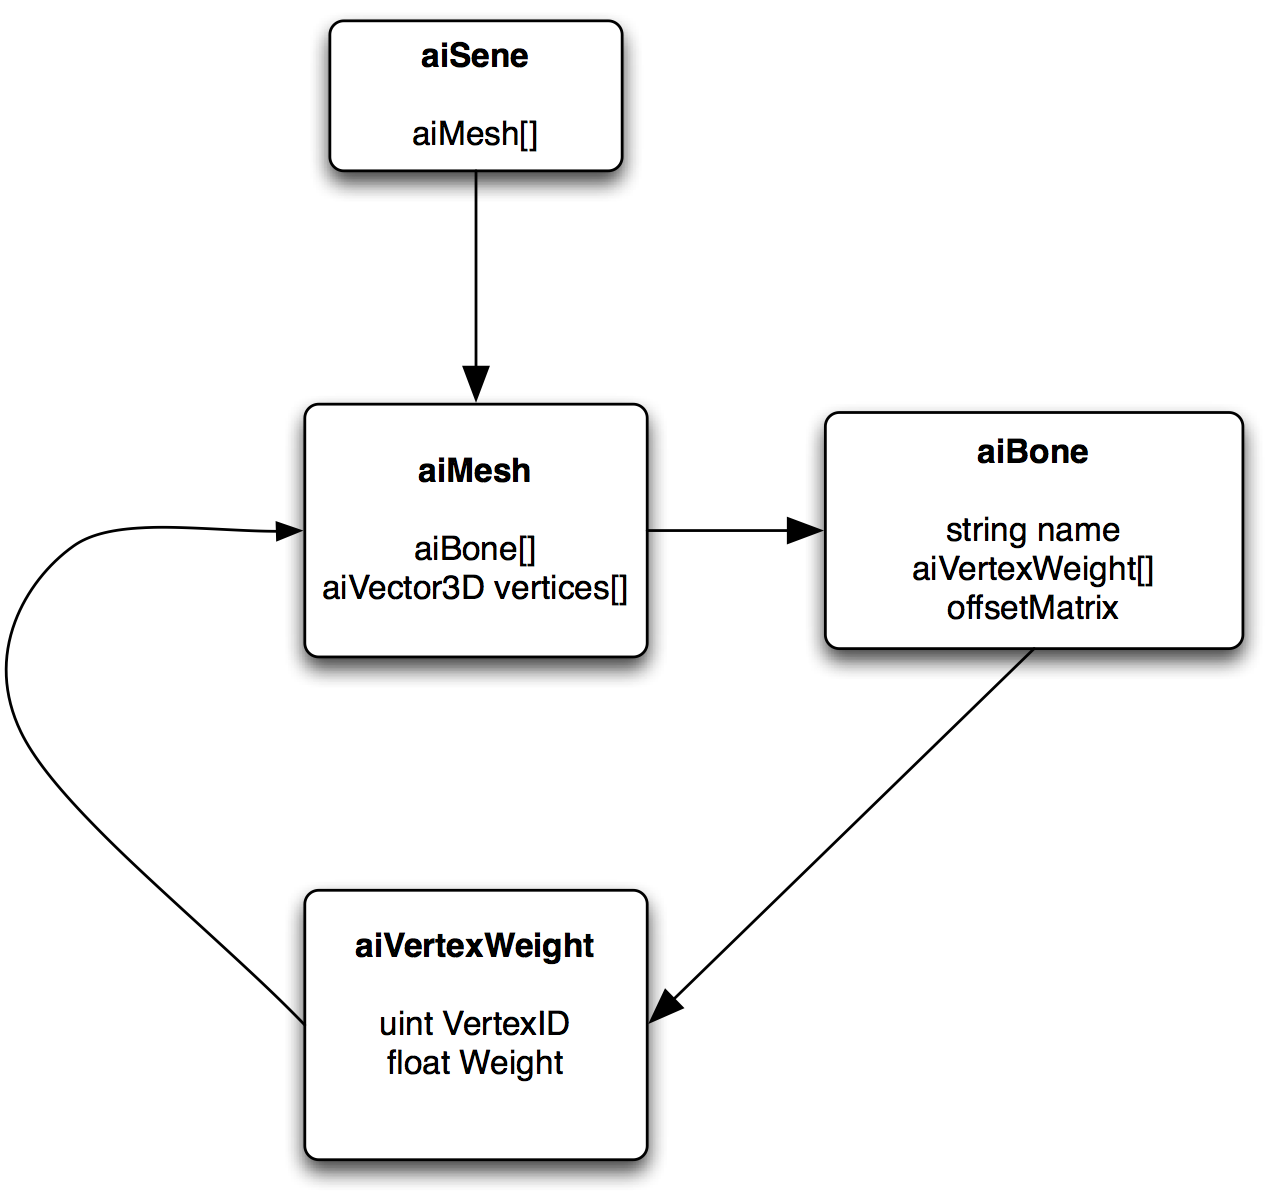 aiSene
aiMesh[]
aiMesh
aiBone[]
aiVector3D vertices[]
aiBone
string name
aiVertexWeight[]
offsetMatrix
aiVertexWeight
uint VertexID
float Weight